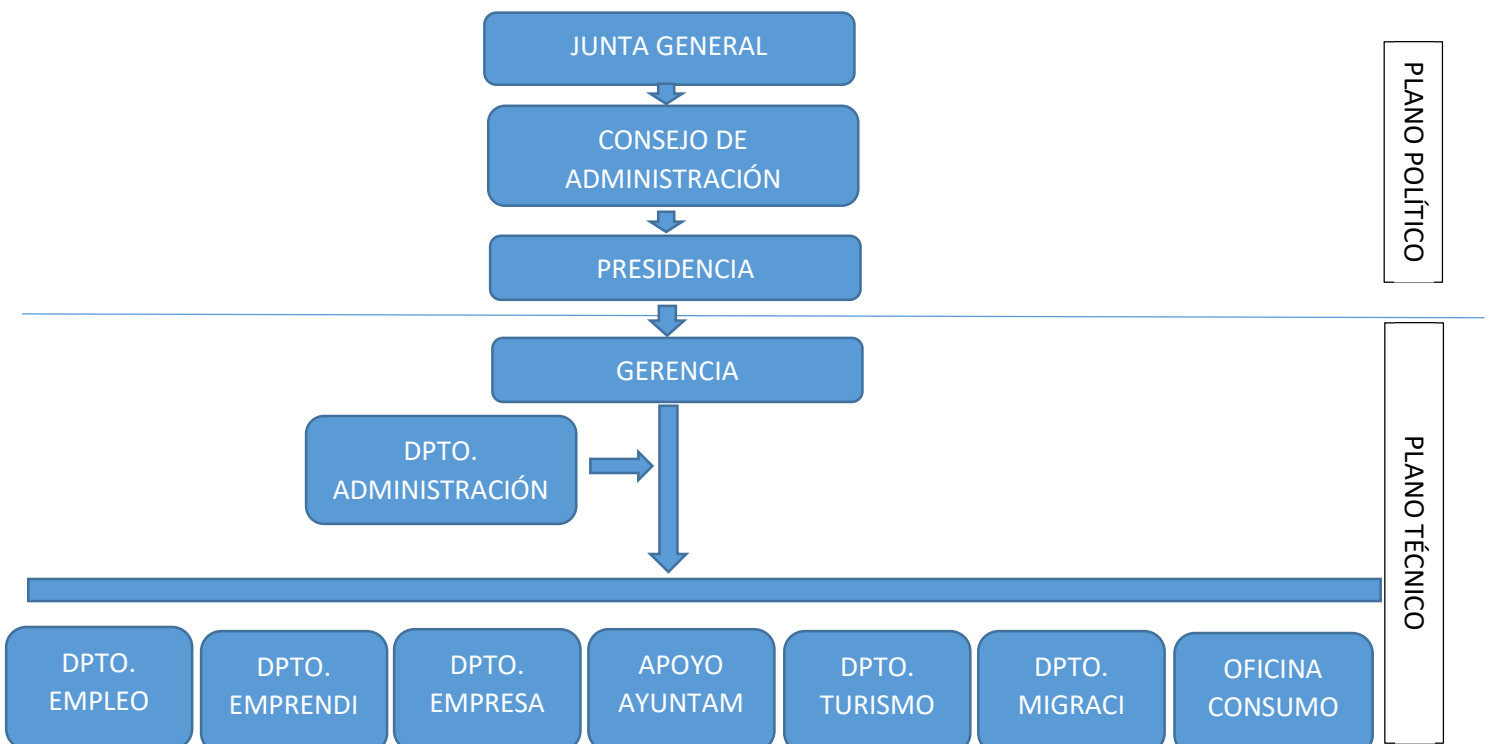 JUNTA GENERAL
PLANO POLÍTICO
CONSEJO DE
ADMINISTRACIÓN
PRESIDENCIA
GERENCIA
PLANO TÉCNICO
DPTO.
ADMINISTRACIÓN
DPTO.
EMPLEO
DPTO.
EMPRENDI
DPTO.
EMPRESA
APOYO
AYUNTAM
DPTO.
TURISMO
DPTO.
MIGRACI
OFICINA
CONSUMO